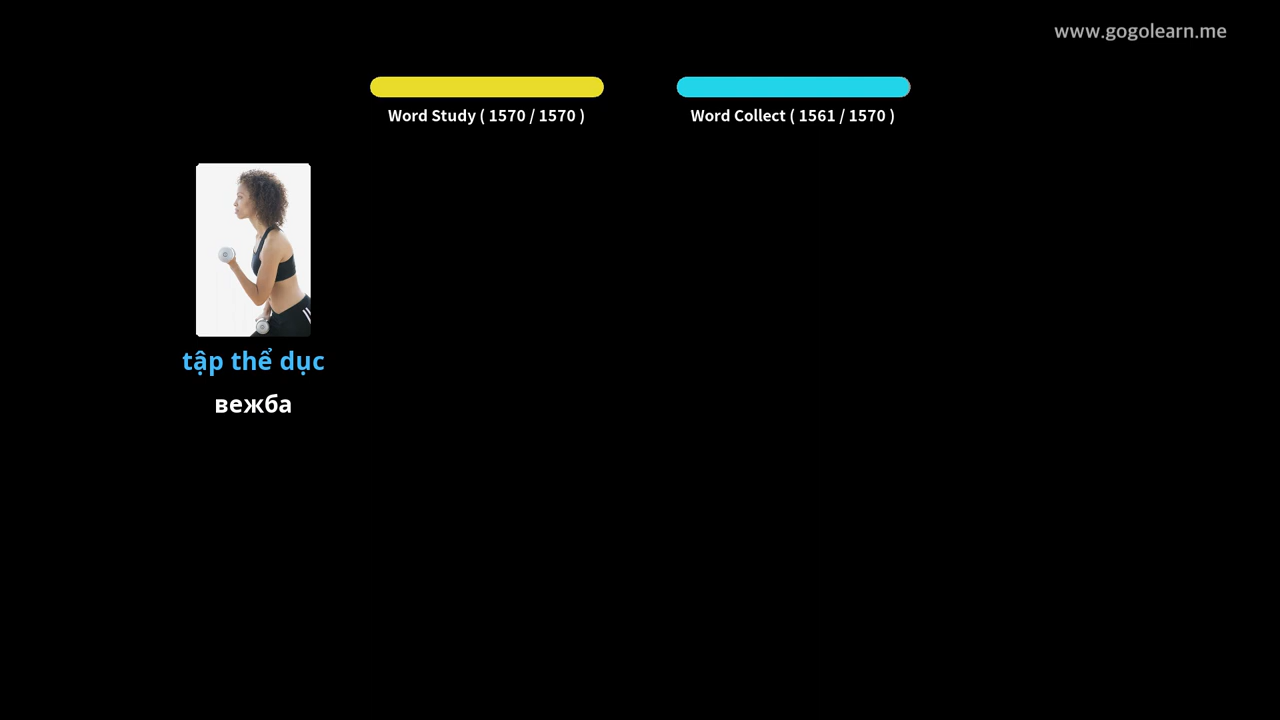 www.gogolearn.me
Word Study ( 1570 / 1570 )
Word Collect ( 1561 / 1570 )
tập thể dục
вежба